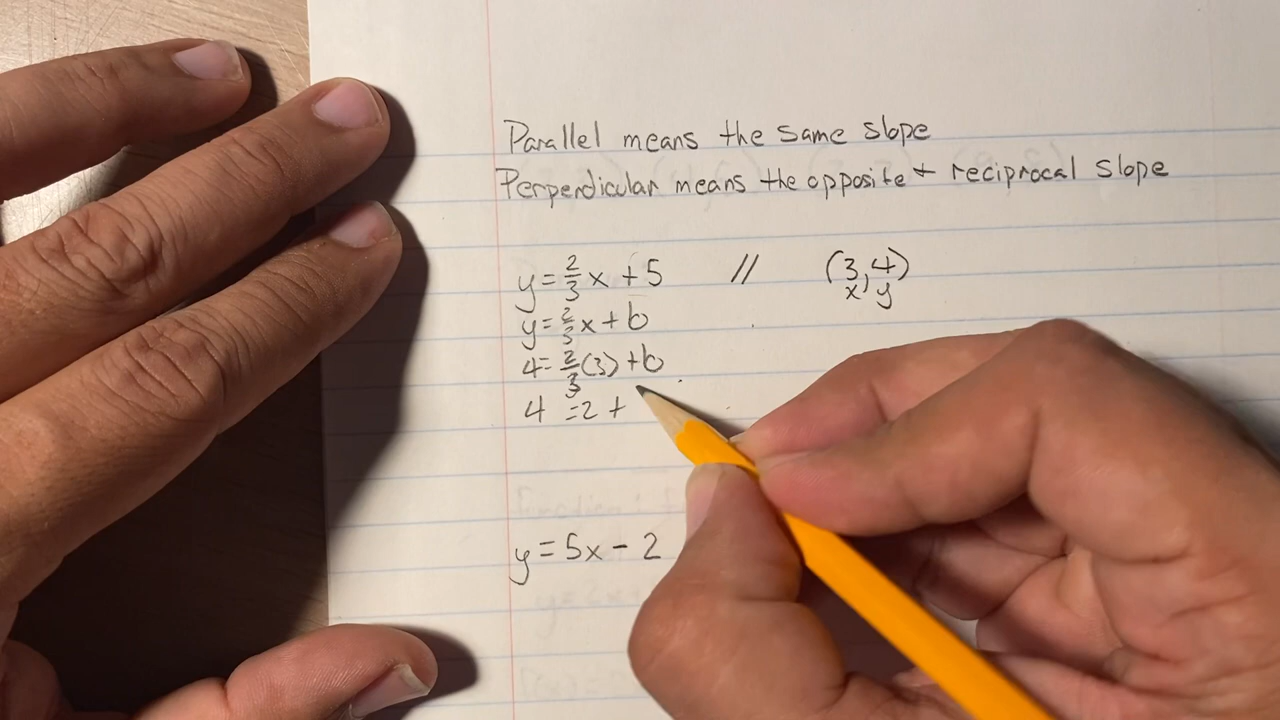 Parallel means the same slope
Perpendicular means the opposite + reciprocal slope
y = 2/3 x + 5 // (3,4)
x y
y = 2/3 x + b
4 = 2/3 (3) + b
4 = 2 +
y = 5x - 2